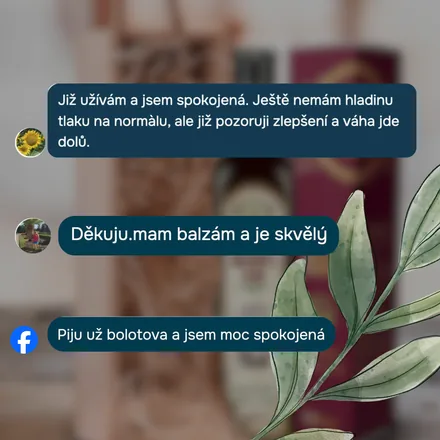 Již užívám a jsem spokojená. Ještě nemám hladinu
tlaku na normàlu, ale již pozoruji zlepšení a váha jde
dolů.
Děkuju.mam balzám a je skvělý
Piju už bolotova a jsem moc spokojená